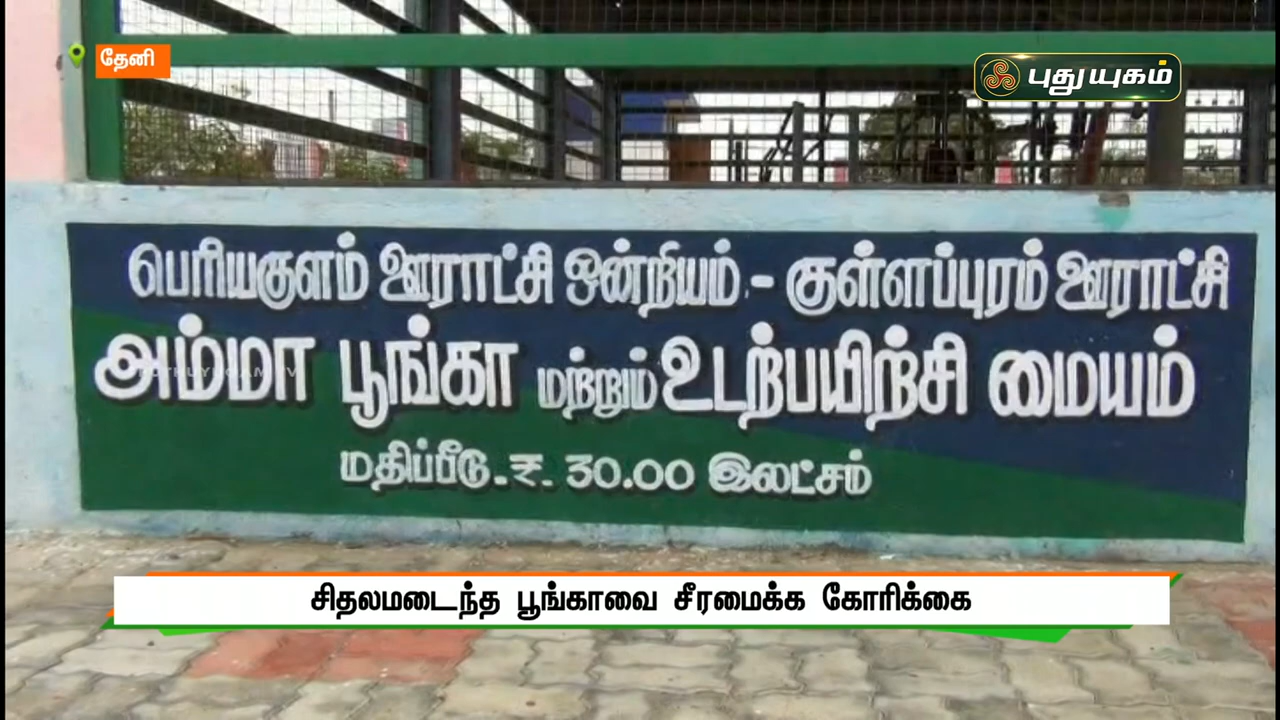 தேனி
புதுயுகம்
பெரியகுளம் ஊராட்சி ஒன்றியம் - குள்ளப்புரம் ஊராட்சி
அம்மா பூங்கா மற்றும் உடற்பயிற்சி மையம்
மதிப்பீடு.₹. 30.00 இலட்சம்
சிதலமடைந்த பூங்காவை சீரமைக்க கோரிக்கை